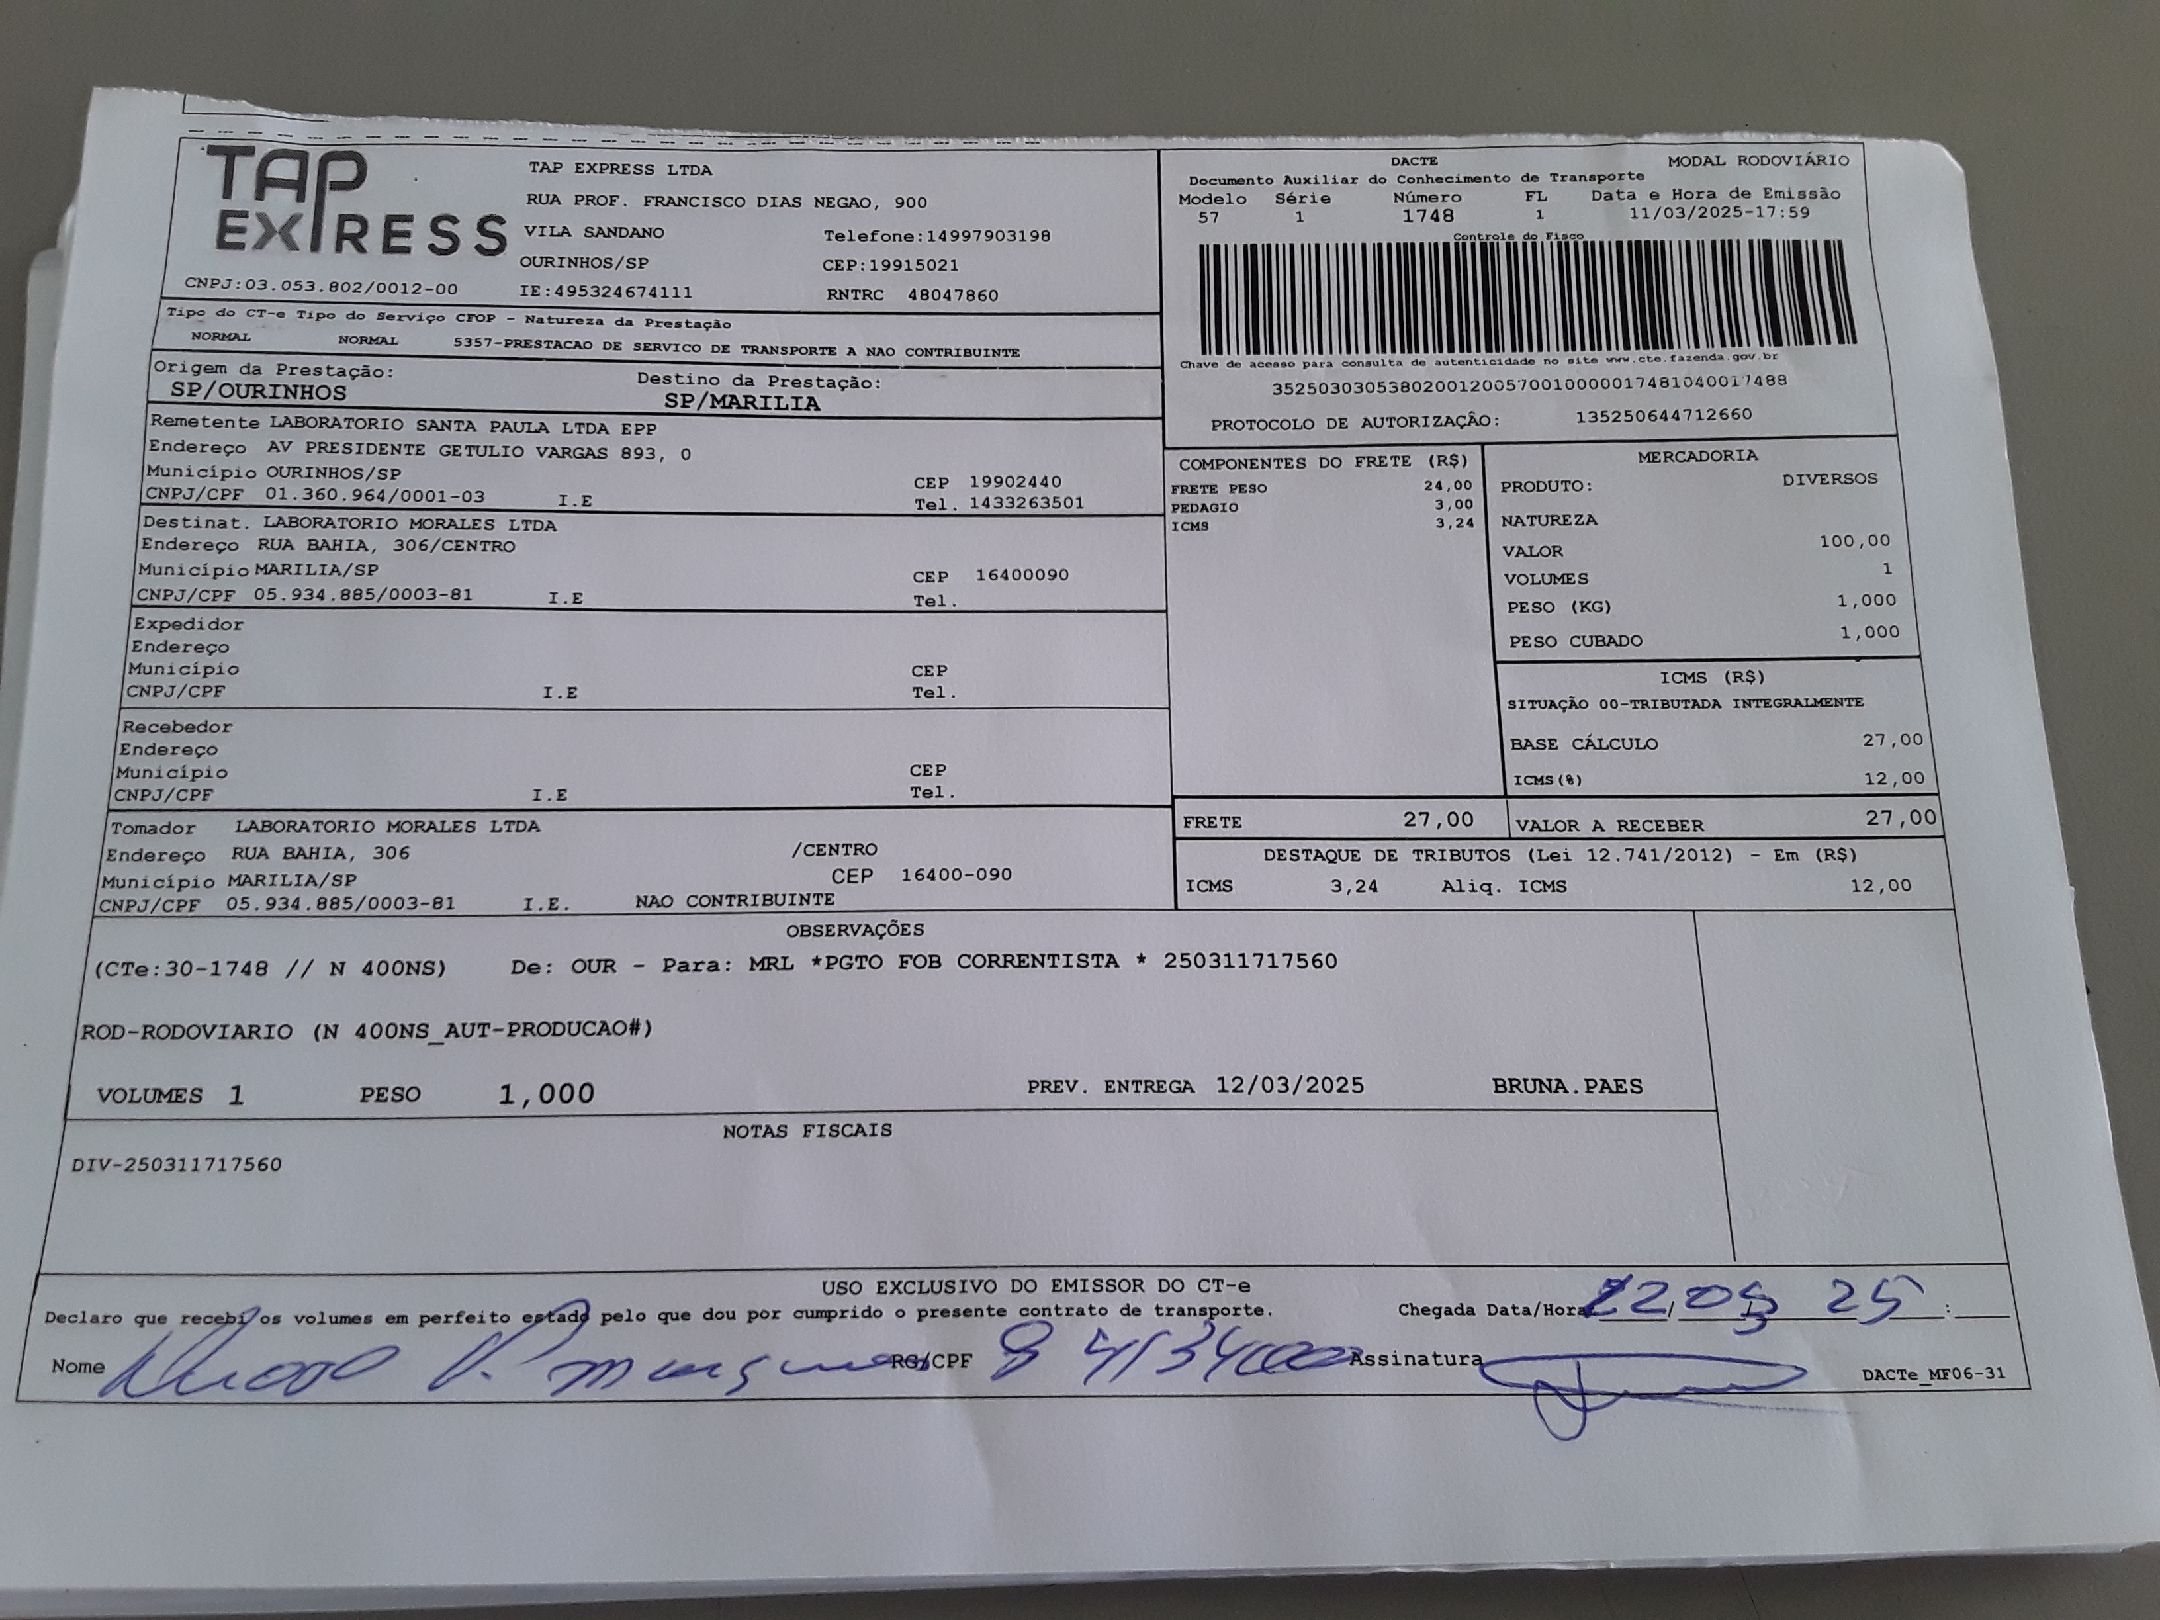 TAP
EXPRESS
CNPJ:03.053.802/0012-00
TAP EXPRESS LTDA
RUA PROF. FRANCISCO DIAS NEGAO, 900
VILA SANDANO Telefone:14997903198
OURINHOS/SP CEP:19915021
IE:495324674111 RNTRC 48047860
DACTE MODAL RODOVIÁRIO
Documento Auxiliar do Conhecimento de Transporte
Modelo Série Número FL Data e Hora de Emissão
57 1 1748 1 11/03/2025-17:59
Controle do Fisco
Chave de acesso para consulta de autenticidade no site www.cte.fazenda.gov.br
35250303053802001200570010000017481040017488
PROTOCOLO DE AUTORIZAÇÃO: 135250644712660
Tipo do CT-e Tipo do Serviço CFOP - Natureza da Prestação
NORMAL NORMAL 5357-PRESTACAO DE SERVICO DE TRANSPORTE A NAO CONTRIBUINTE
Origem da Prestação: Destino da Prestação:
SP/OURINHOS SP/MARILIA
Remetente LABORATORIO SANTA PAULA LTDA EPP
Endereço AV PRESIDENTE GETULIO VARGAS 893, 0
Município OURINHOS/SP CEP 19902440
CNPJ/CPF 01.360.964/0001-03 I.E Tel. 1433263501
Destinat. LABORATORIO MORALES LTDA
Endereço RUA BAHIA, 306/CENTRO
Município MARILIA/SP CEP 16400090
CNPJ/CPF 05.934.885/0003-81 I.E Tel.
Expedidor
Endereço
Município CEP
CNPJ/CPF I.E Tel.
Recebedor
Endereço
Município CEP
CNPJ/CPF I.E Tel.
Tomador LABORATORIO MORALES LTDA
Endereço RUA BAHIA, 306 /CENTRO
Município MARILIA/SP CEP 16400-090
CNPJ/CPF 05.934.885/0003-81 I.E. NAO CONTRIBUINTE
COMPONENTES DO FRETE (R$)
FRETE PESO 24,00
PEDAGIO 3,00
ICMS 3,24
MERCADORIA
PRODUTO: DIVERSOS
NATUREZA
VALOR 100,00
VOLUMES 1
PESO (KG) 1,000
PESO CUBADO 1,000
ICMS (R$)
SITUAÇÃO 00-TRIBUTADA INTEGRALMENTE
BASE CÁLCULO 27,00
ICMS(%) 12,00
FRETE 27,00 VALOR A RECEBER 27,00
DESTAQUE DE TRIBUTOS (Lei 12.741/2012) - Em (R$)
ICMS 3,24 Aliq. ICMS 12,00
OBSERVAÇÕES
(CTe:30-1748 // N 400NS) De: OUR - Para: MRL *PGTO FOB CORRENTISTA * 250311717560
ROD-RODOVIARIO (N 400NS_AUT-PRODUCAO#)
VOLUMES 1 PESO 1,000 PREV. ENTREGA 12/03/2025 BRUNA.PAES
NOTAS FISCAIS
DIV-250311717560
USO EXCLUSIVO DO EMISSOR DO CT-e
Declaro que recebi os volumes em perfeito estado pelo que dou por cumprido o presente contrato de transporte. Chegada Data/Hora / 25 :
Nome RG/CPF Assinatura DACTe_MF06-31